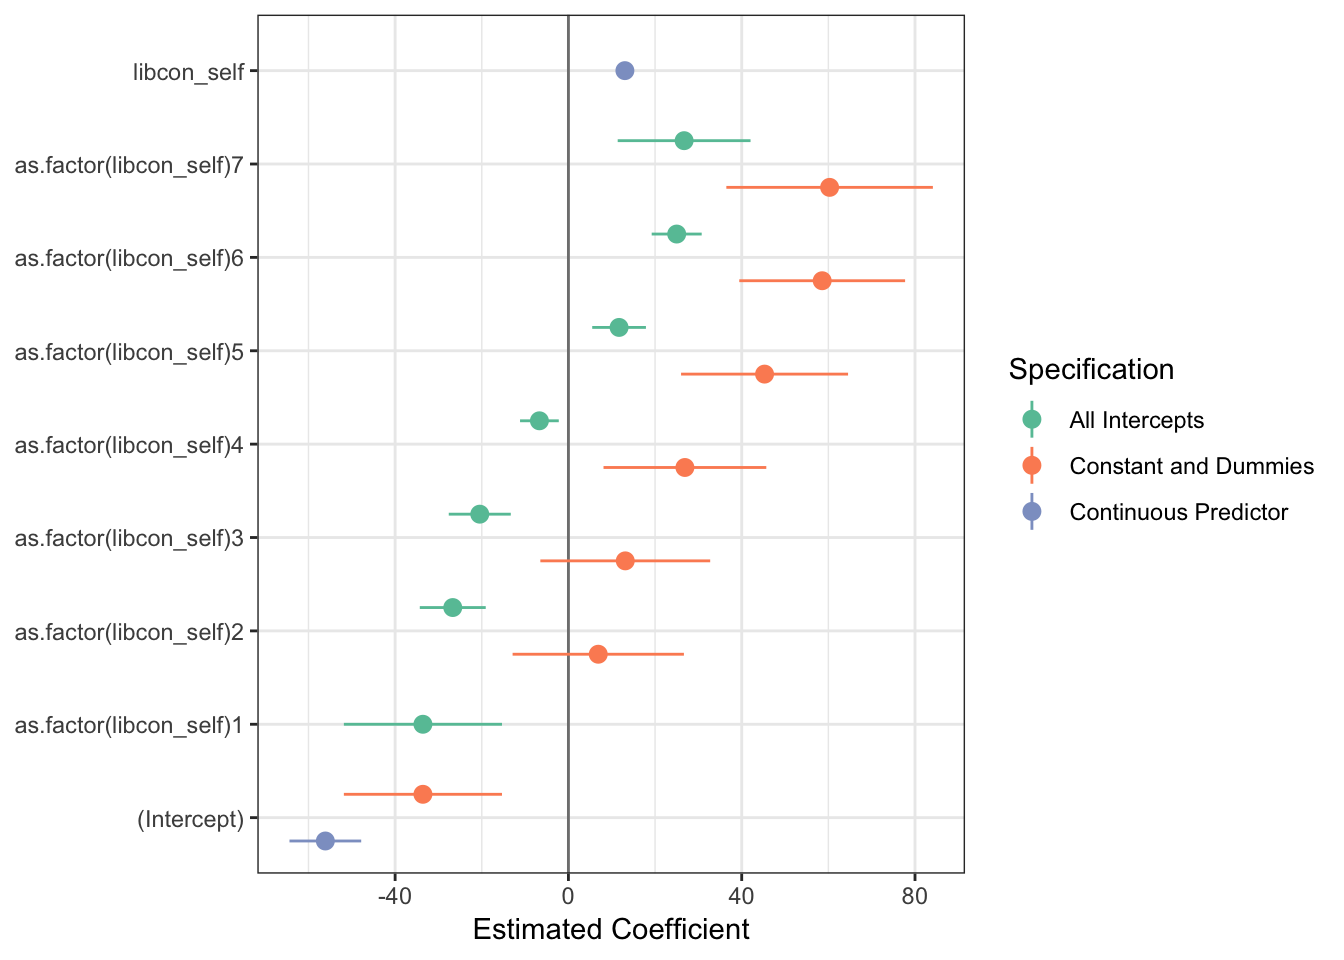 libcon_self
as.factor(libcon_self)7
as.factor(libcon_self)6
as.factor(libcon_self)5
as.factor(libcon_self)4
as.factor(libcon_self)3
as.factor(libcon_self)2
as.factor(libcon_self)1
(Intercept)
-40 0 40 80
Estimated Coefficient
Specification
All Intercepts
Constant and Dummies
Continuous Predictor